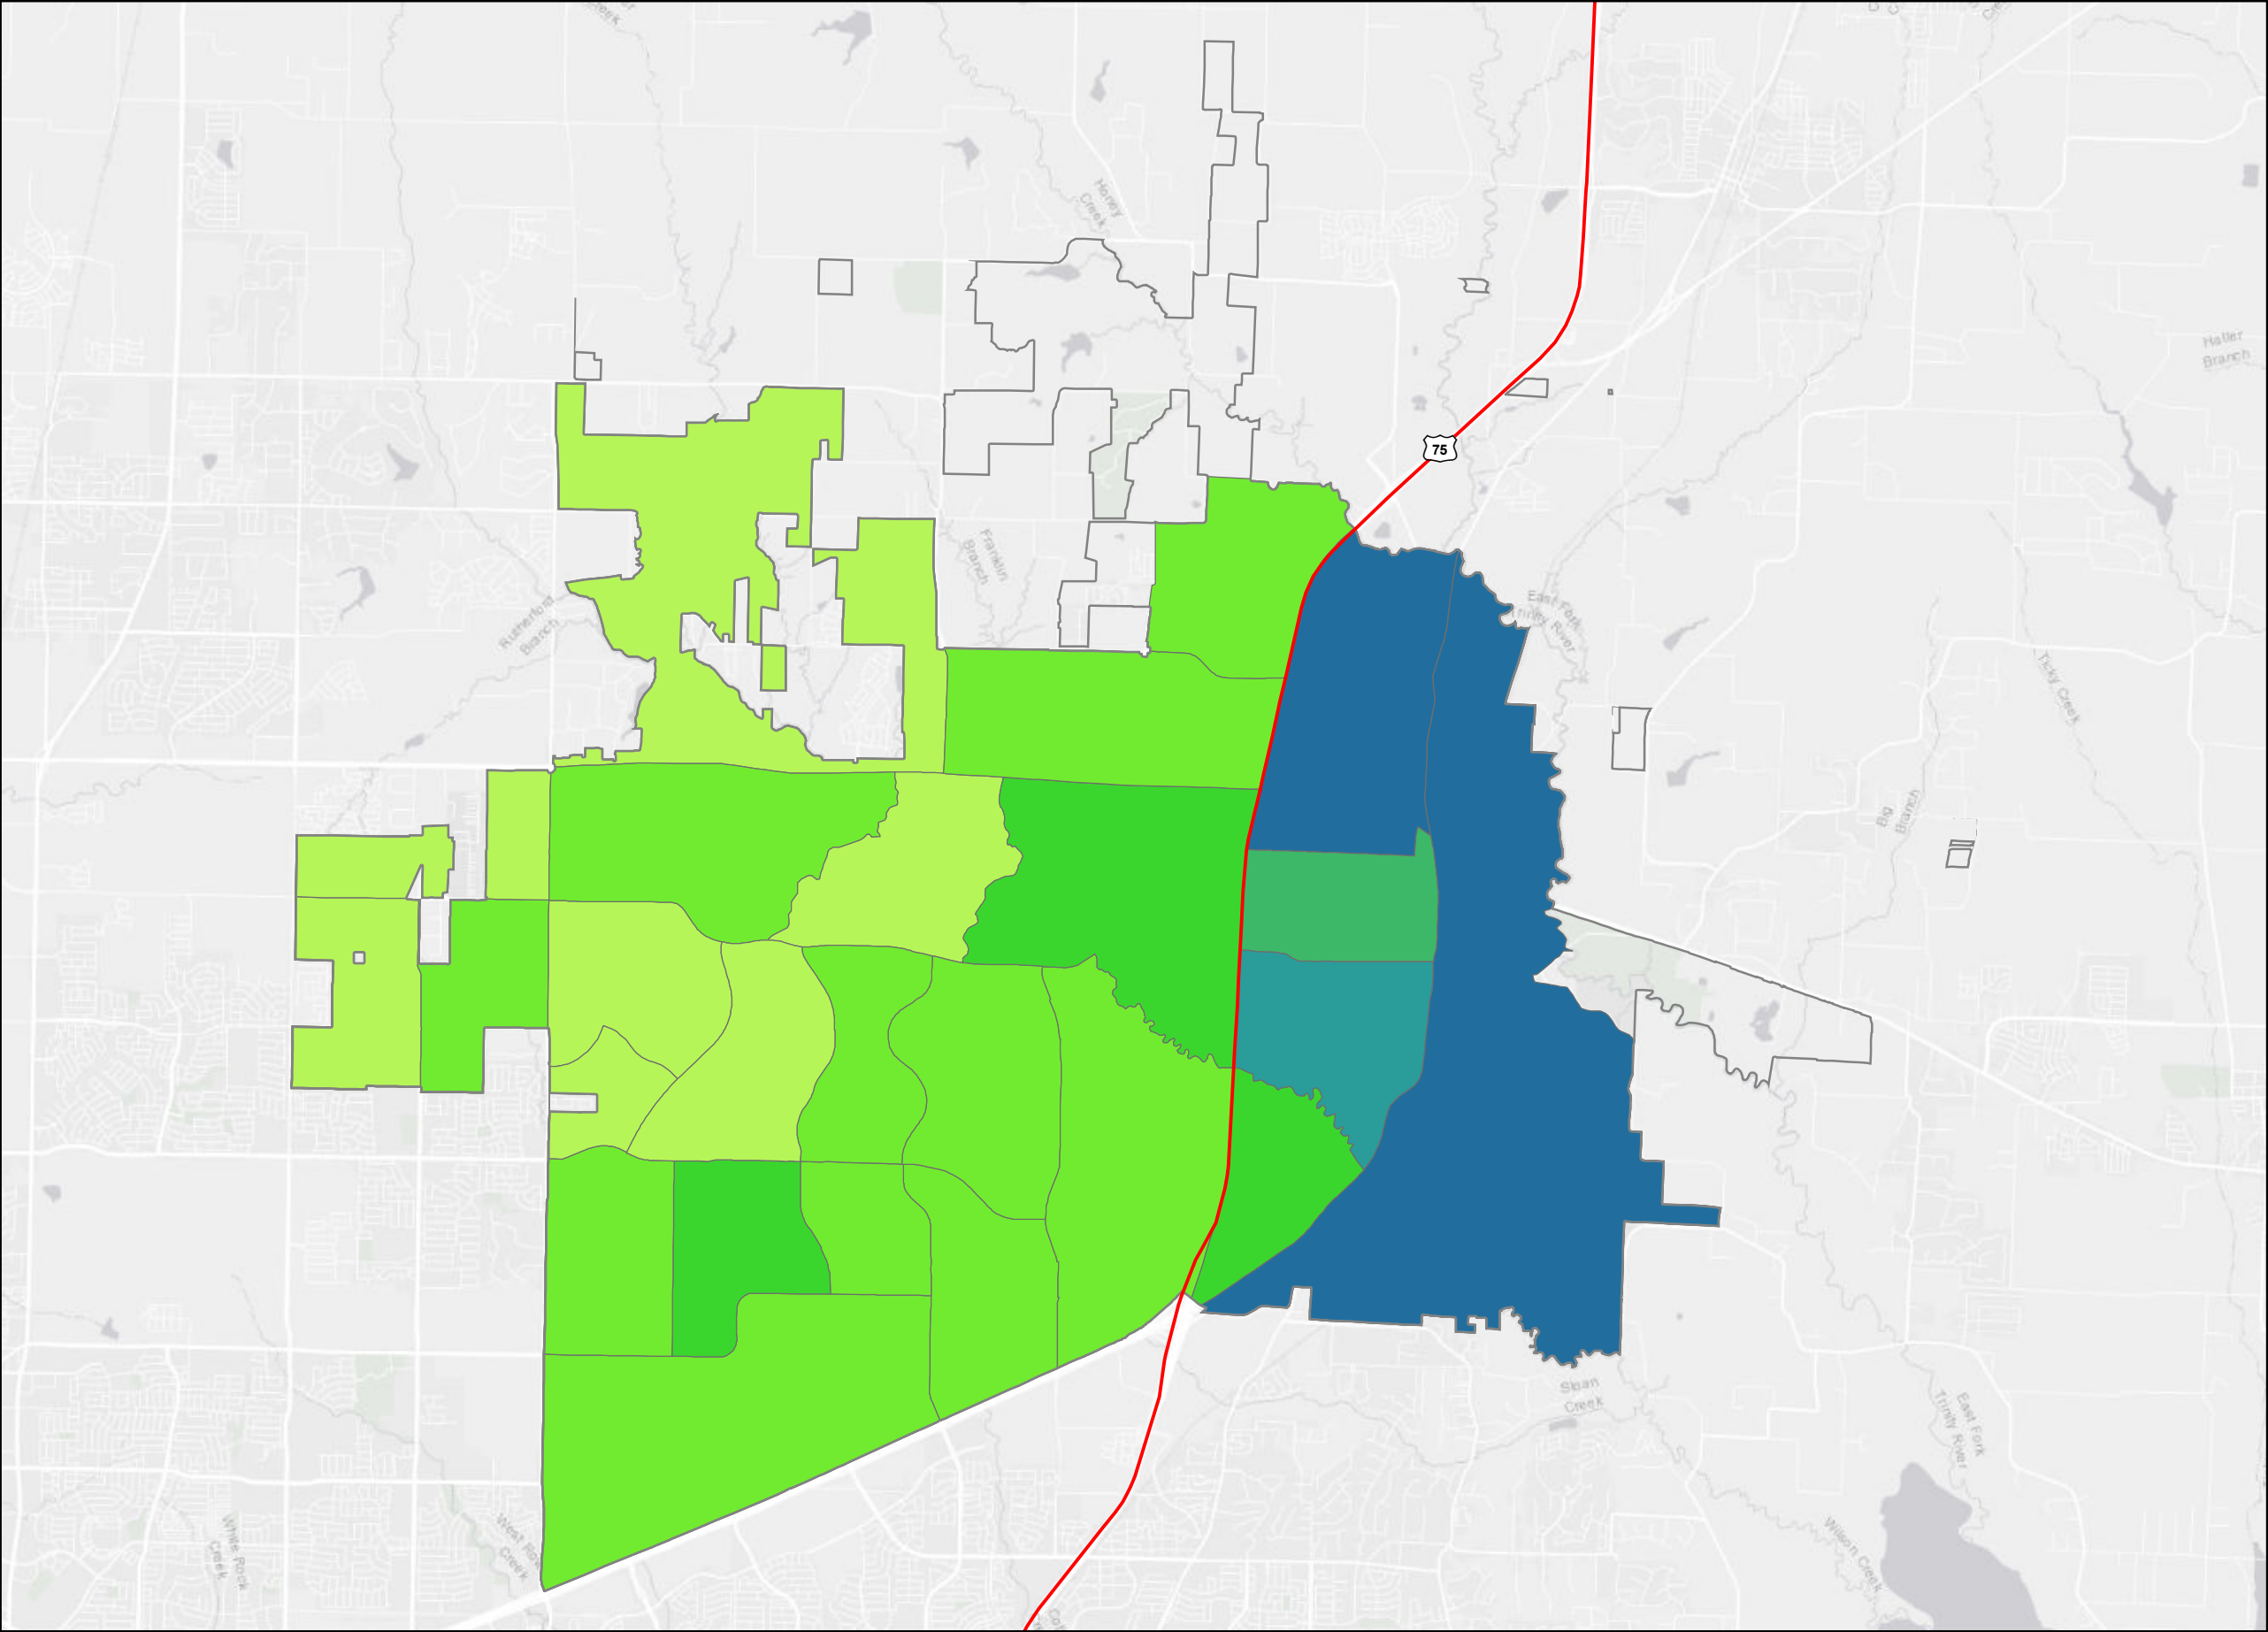 Honey
Creek
75
Haller
Branch
Franklin
Branch
Rutherford
Branch
East Fork
Trinity River
Ticky Creek
Big
Branch
Sloan
Creek
East Fork
Trinity River
Wilson Creek
White Rock
Creek
West Row
Creek